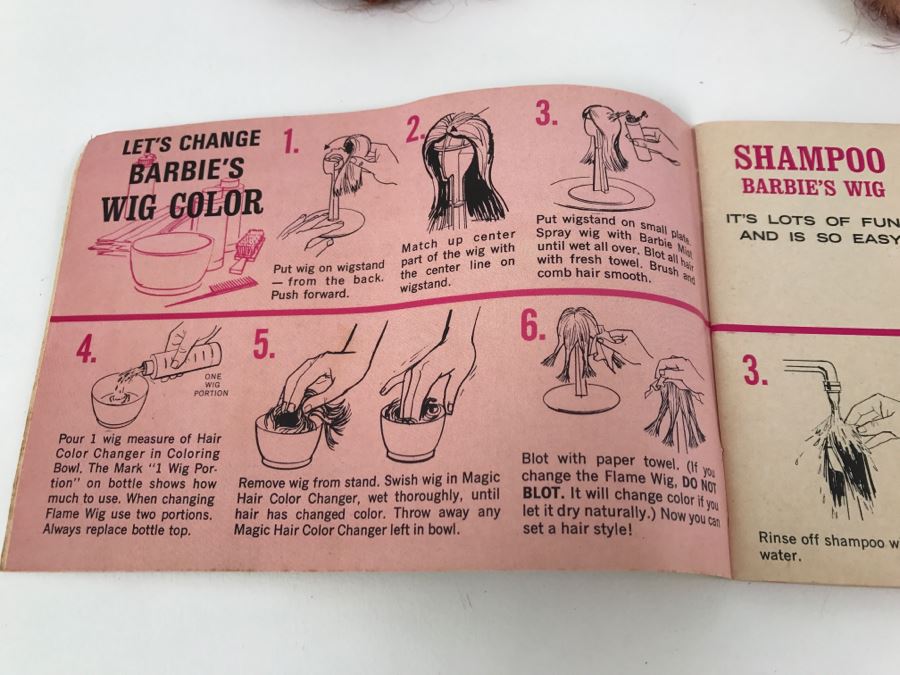 LET'S CHANGE
BARBIE'S
WIG COLOR
1.
Put wig on wigstand
— from the back.
Push forward.
2.
Match up center
part of the wig with
the center line on
wigstand.
3.
Put wigstand on small plate.
Spray wig with Barbie Mist
until wet all over. Blot all hair
with fresh towel. Brush and
comb hair smooth.
4.
ONE
WIG
PORTION
Pour 1 wig measure of Hair
Color Changer in Coloring
Bowl. The Mark "1 Wig Por-
tion" on bottle shows how
much to use. When changing
Flame Wig use two portions.
Always replace bottle top.
5.
Remove wig from stand. Swish wig in Magic
Hair Color Changer, wet thoroughly, until
hair has changed color. Throw away any
Magic Hair Color Changer left in bowl.
6.
Blot with paper towel. (If you
change the Flame Wig, DO NOT
BLOT. It will change color if you
let it dry naturally.) Now you can
set a hair style!
SHAMPOO
BARBIE'S WIG
IT'S LOTS OF FUN
AND IS SO EASY
3.
Rinse off shampoo w
water.